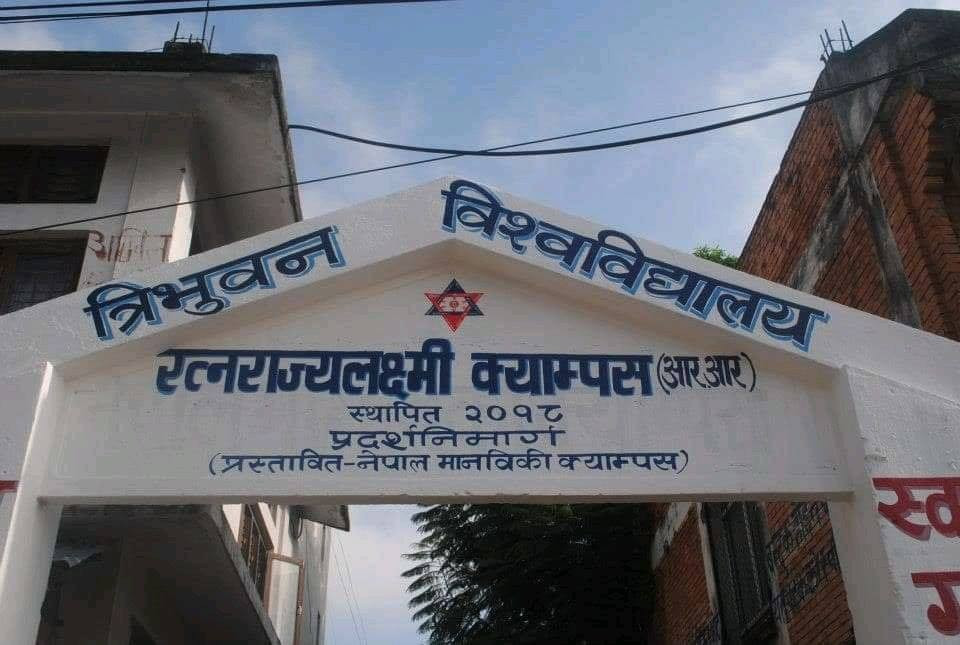 त्रिभुवन विश्वविद्यालय
रत्नराज्यलक्ष्मी क्याम्पस (आर.आर)
स्थापित २०१८
प्रदर्शनिमार्ग
(प्रस्तावित-नेपाल मानविकी क्याम्पस)